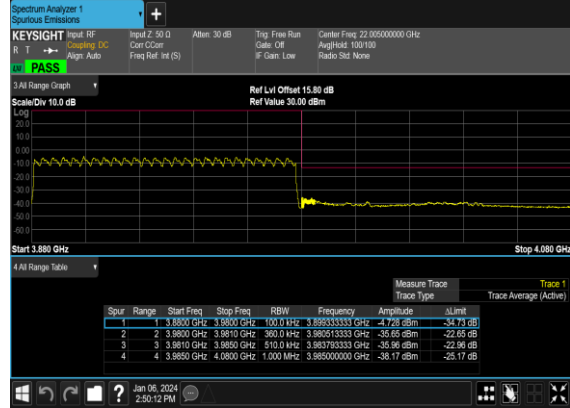 Spectrum Analyzer 1
Spurious Emissions
+
KEYSIGHT Input: RF Input Z: 50 Ω Atten: 30 dB Trig: Free Run Center Freq: 22.005000000 GHz
R T Coupling: DC Corr CCorr Gate: Off Avg|Hold: 100/100
Align: Auto Freq Ref: Int (S) IF Gain: Low Radio Std: None
LW PASS
3 All Range Graph Ref Lvl Offset 15.80 dB
Scale/Div 10.0 dB Ref Value 30.00 dBm
Log
20.0
10.0
0.00
-10.0
-20.0
-30.0
-40.0
-50.0
-60.0
Start 3.880 GHz Stop 4.080 GHz
4 All Range Table
Measure Trace Trace 1
Trace Type Trace Average (Active)
Spur Range Start Freq Stop Freq RBW Frequency Amplitude ΔLimit
1 1 3.8800 GHz 3.9800 GHz 100.0 kHz 3.899333333 GHz -4.728 dBm -34.73 dB
2 2 3.9800 GHz 3.9810 GHz 360.0 kHz 3.980513333 GHz -35.65 dBm -22.65 dB
3 3 3.9810 GHz 3.9850 GHz 510.0 kHz 3.983793333 GHz -35.96 dBm -22.96 dB
4 4 3.9850 GHz 4.0800 GHz 1.000 MHz 3.985000000 GHz -38.17 dBm -25.17 dB
? Jan 06, 2024
2:50:12 PM